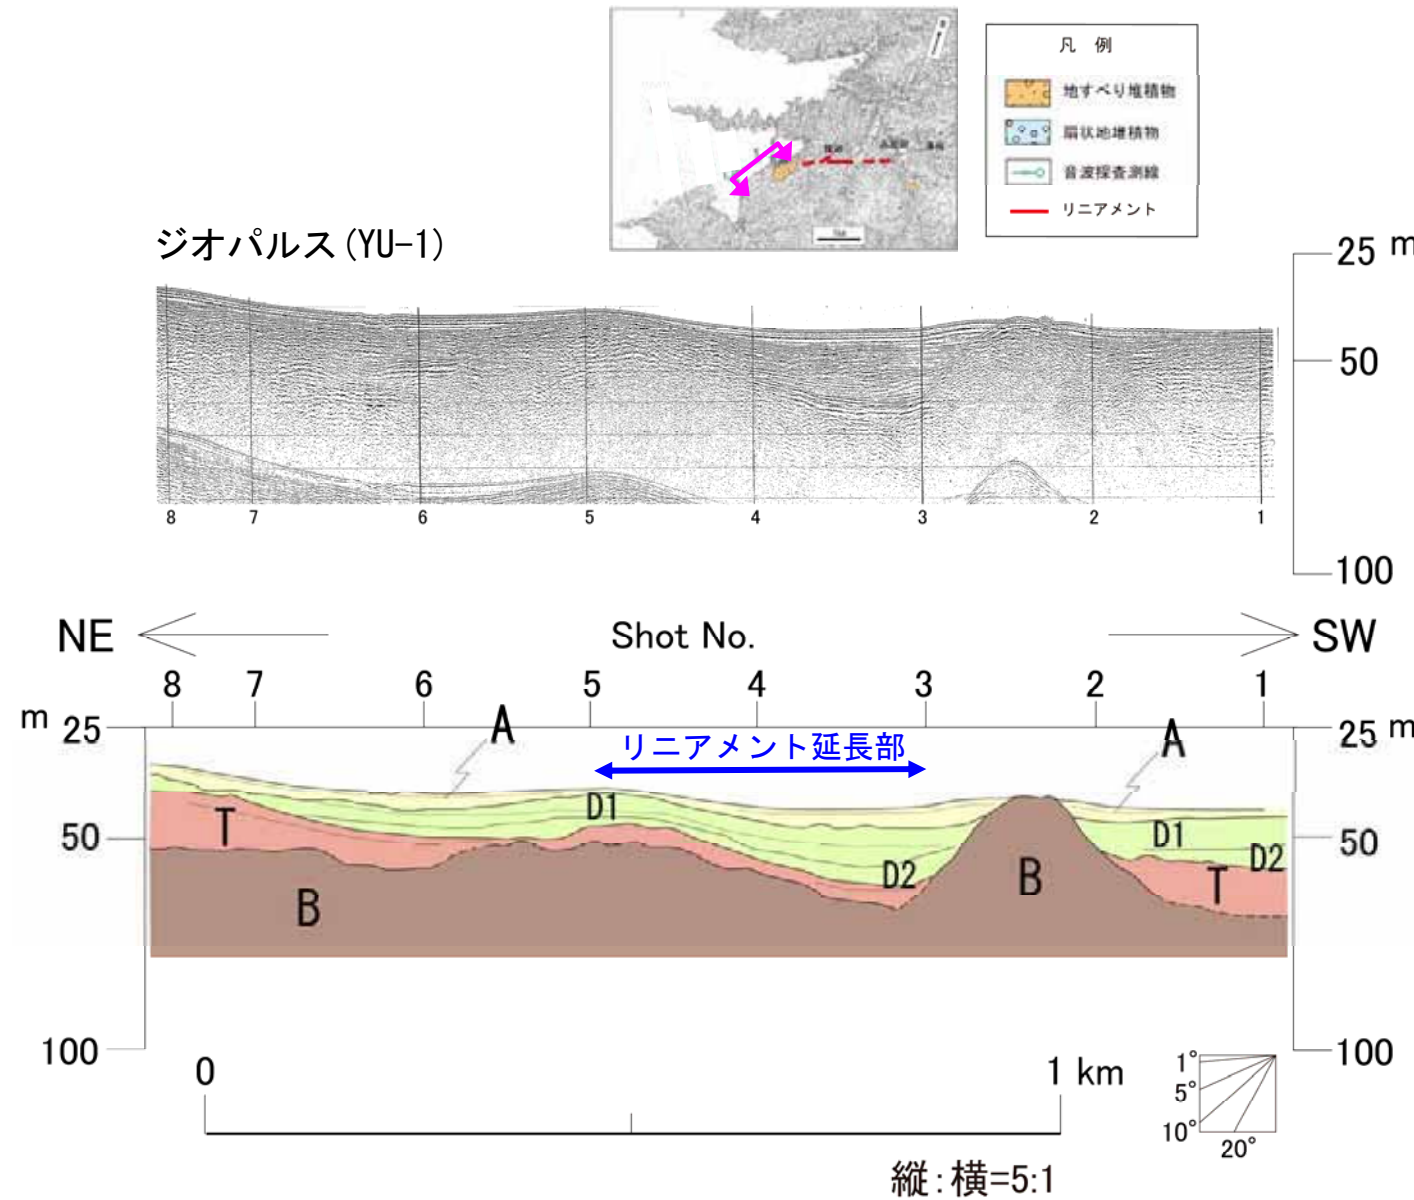 凡 例
地すべり堆積物
扇状地堆積物
音波探査測線
リニアメント
ジオパルス(YU-1)
25 m
50
100
8 7 6 5 4 3 2 1
NE Shot No. SW
8 7 6 5 4 3 2 1
m 25 25 m
A A
リニアメント延長部
D1
T
50 50
D1
D2
D2
B
T
B
100 100
0 1 km
1°
5°
10°
20°
縦:横=5:1